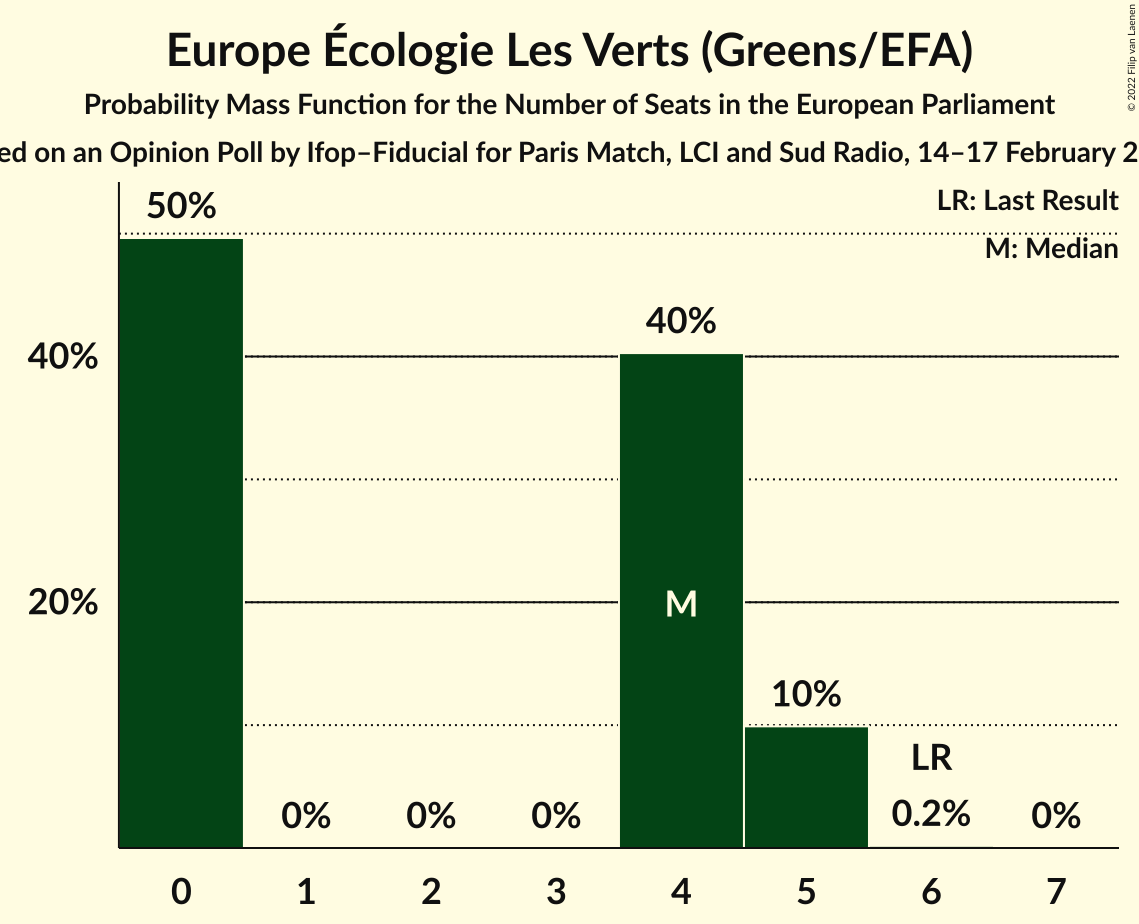 Europe Écologie Les Verts (Greens/EFA)
Probability Mass Function for the Number of Seats in the European Parliament
on an Opinion Poll by Ifop–Fiducial for Paris Match, LCI and Sud Radio, 14–17 February
© 2022 Filip van Laenen
LR: Last Result
M: Median
50%
40%
40%
20%
M
10%
LR
0% 0% 0% 0.2% 0%
0 1 2 3 4 5 6 7